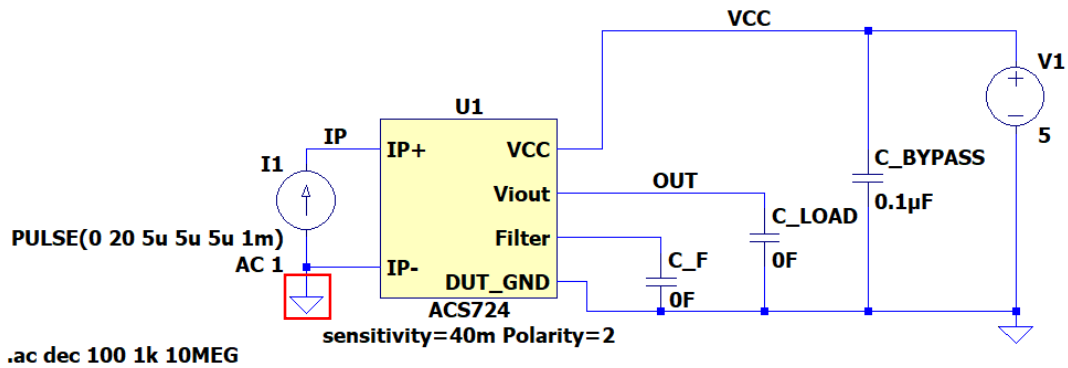 VCC
V1
U1
IP
IP+
VCC
I1
C_BYPASS
5
Viout
OUT
0.1µF
C_LOAD
PULSE(0 20 5u 5u 5u 1m)
Filter
C_F
0F
AC 1
IP-
DUT_GND
0F
ACS724
sensitivity=40m Polarity=2
.ac dec 100 1k 10MEG